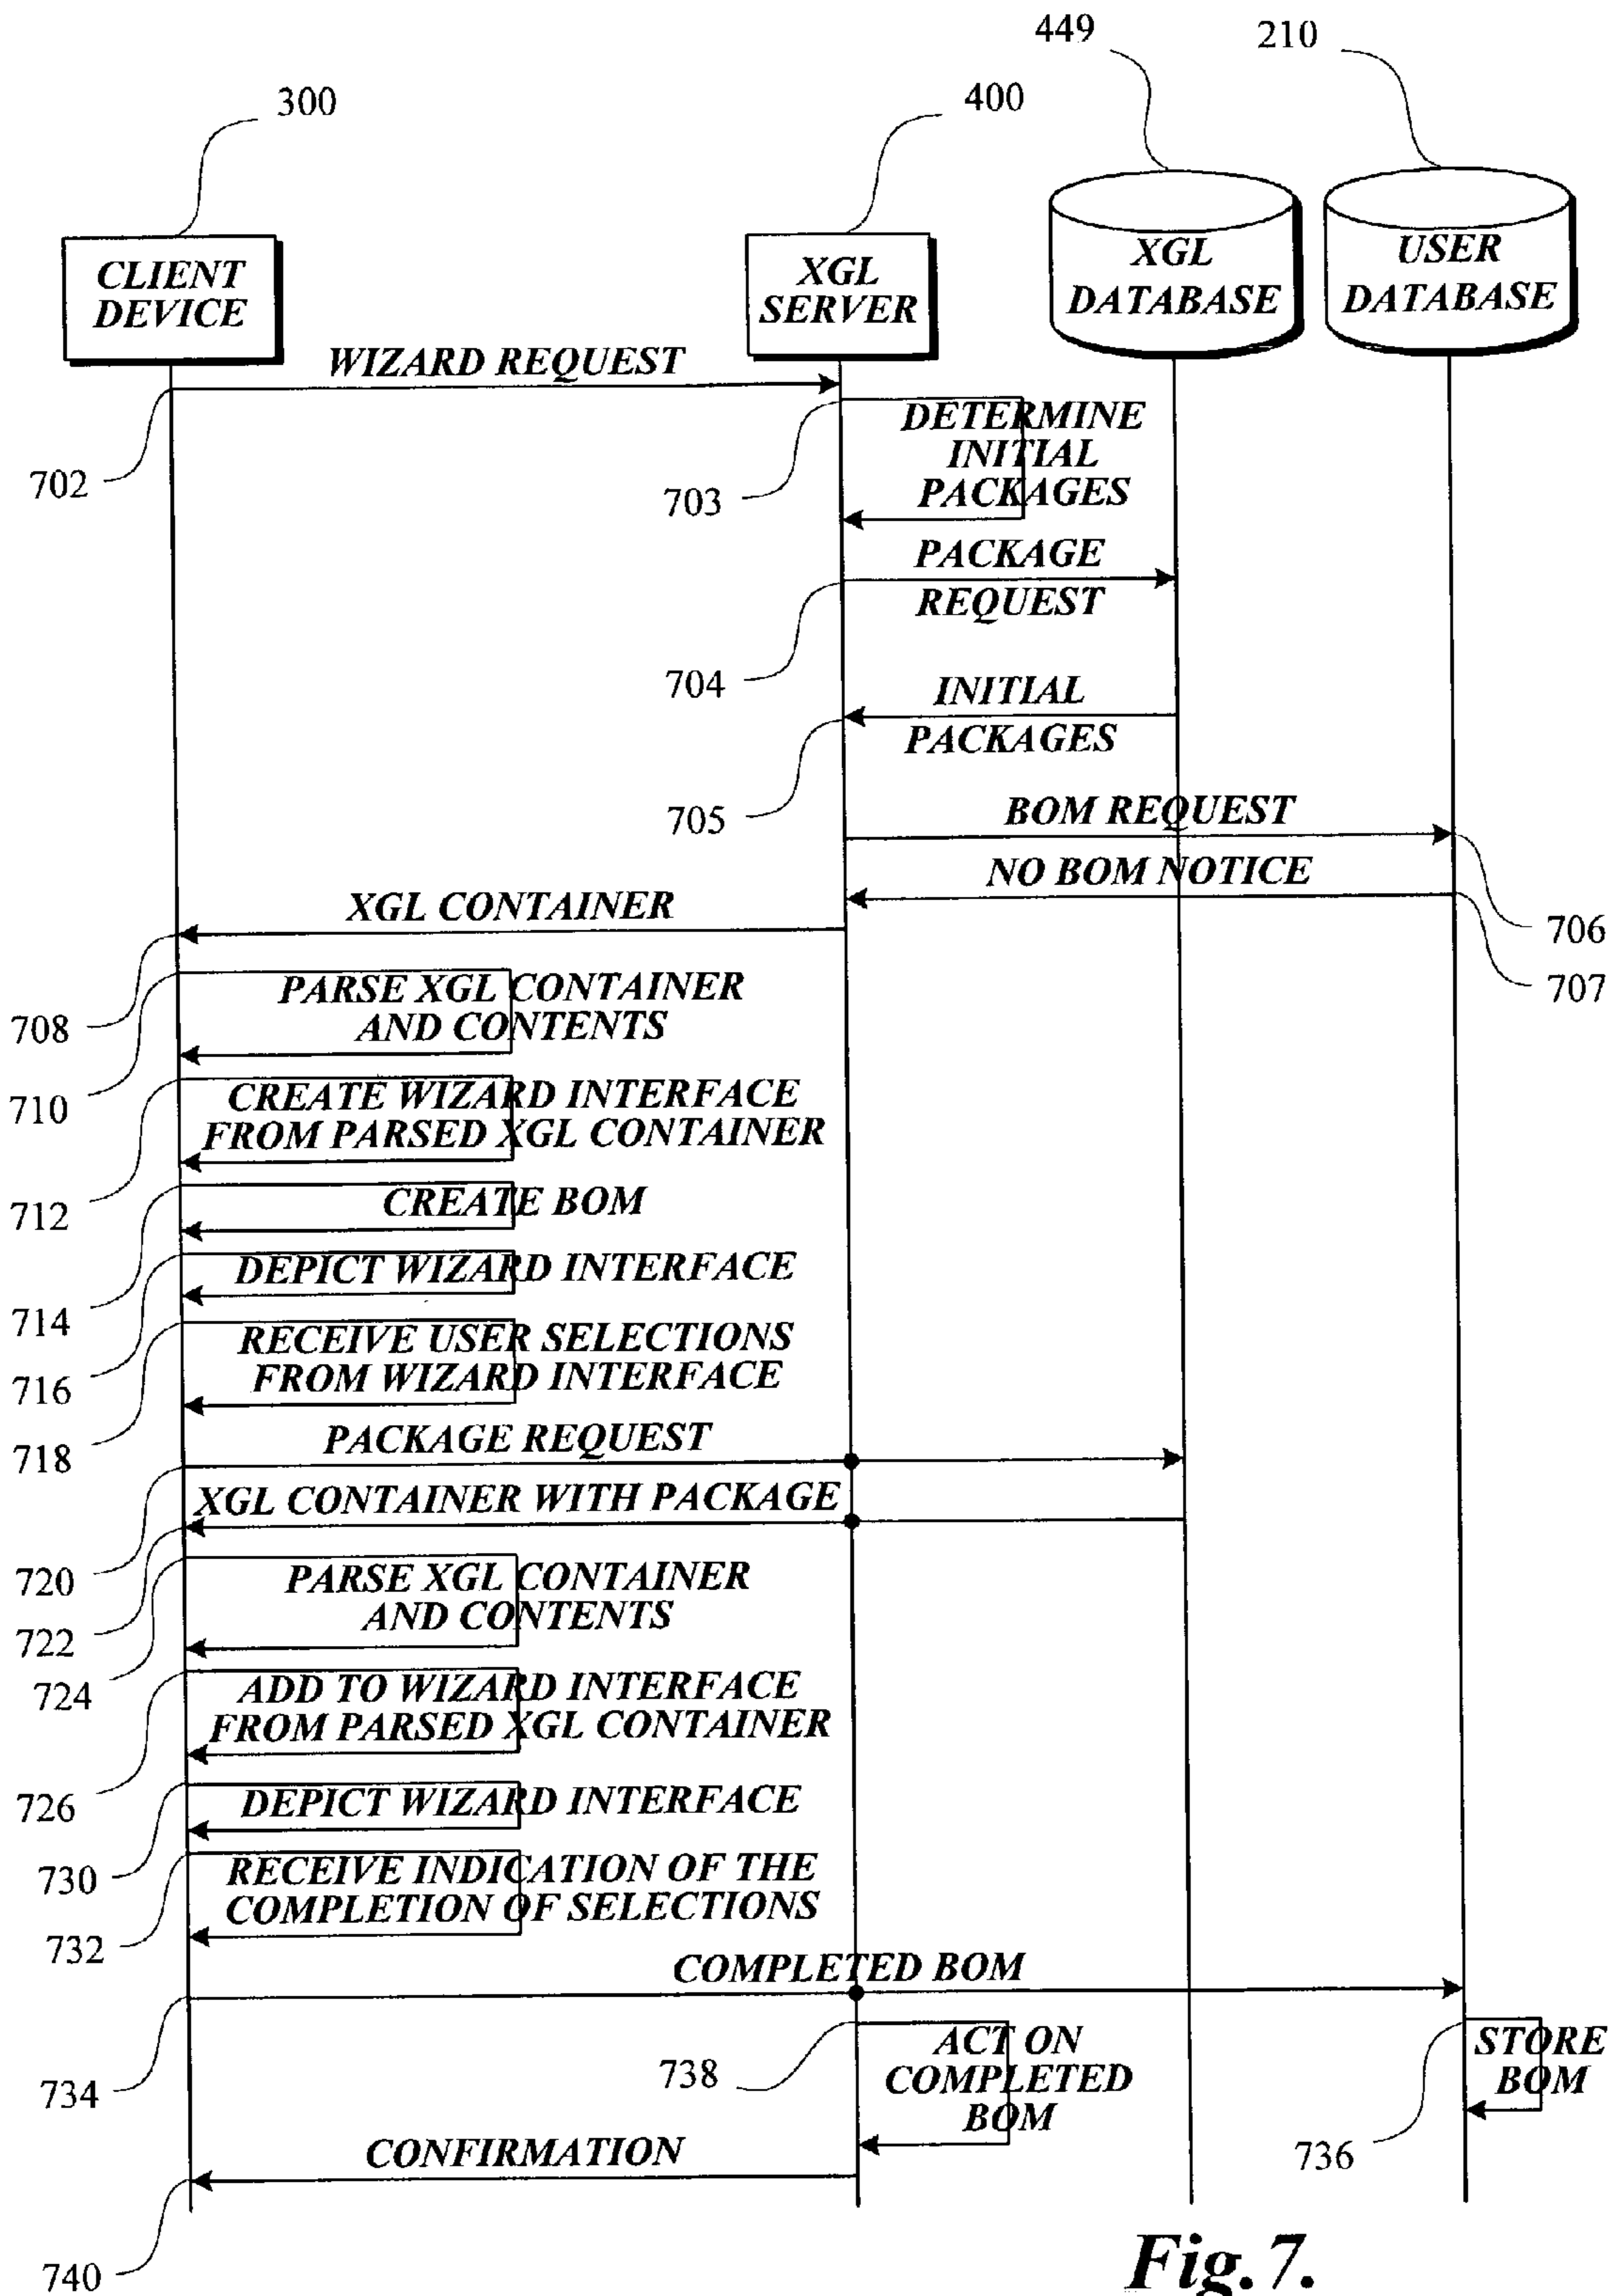 449
210
300
400
CLIENT
DEVICE
XGL
SERVER
XGL
DATABASE
USER
DATABASE
WIZARD REQUEST
702
DETERMINE
INITIAL
PACKAGES
703
PACKAGE
REQUEST
704
INITIAL
PACKAGES
705
BOM REQUEST
NO BOM NOTICE
706
707
XGL CONTAINER
708
PARSE XGL CONTAINER
AND CONTENTS
710
CREATE WIZARD INTERFACE
FROM PARSED XGL CONTAINER
712
CREATE BOM
714
DEPICT WIZARD INTERFACE
716
RECEIVE USER SELECTIONS
FROM WIZARD INTERFACE
718
PACKAGE REQUEST
720
XGL CONTAINER WITH PACKAGE
722
PARSE XGL CONTAINER
AND CONTENTS
724
ADD TO WIZARD INTERFACE
FROM PARSED XGL CONTAINER
726
DEPICT WIZARD INTERFACE
730
RECEIVE INDICATION OF THE
COMPLETION OF SELECTIONS
732
COMPLETED BOM
734
ACT ON
COMPLETED
BOM
738
STORE
BOM
736
CONFIRMATION
740
Fig. 7.